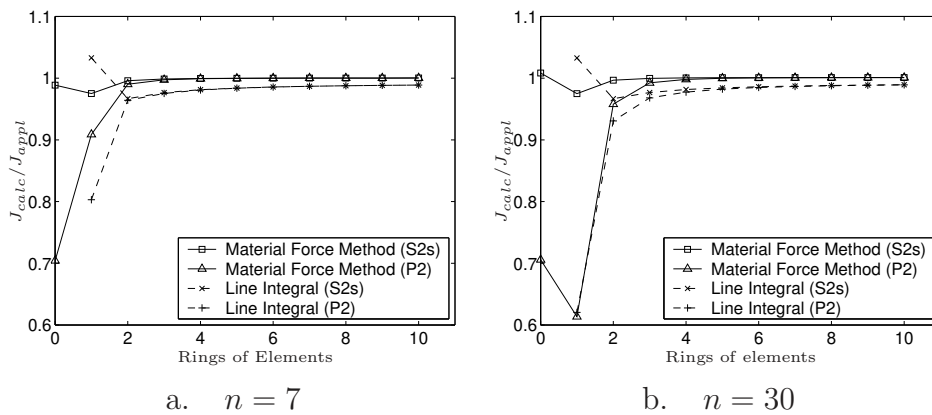 1.1
1
0.9
0.8
0.7
0.6
J_calc/J_appl
0 2 4 6 8 10
Rings of Elements
Material Force Method (S2s)
Material Force Method (P2)
Line Integral (S2s)
Line Integral (P2)
a. n = 7
1.1
1
0.9
0.8
0.7
0.6
J_calc/J_appl
0 2 4 6 8 10
Rings of elements
Material Force Method (S2s)
Material Force Method (P2)
Line Integral (S2s)
Line Integral (P2)
b. n = 30